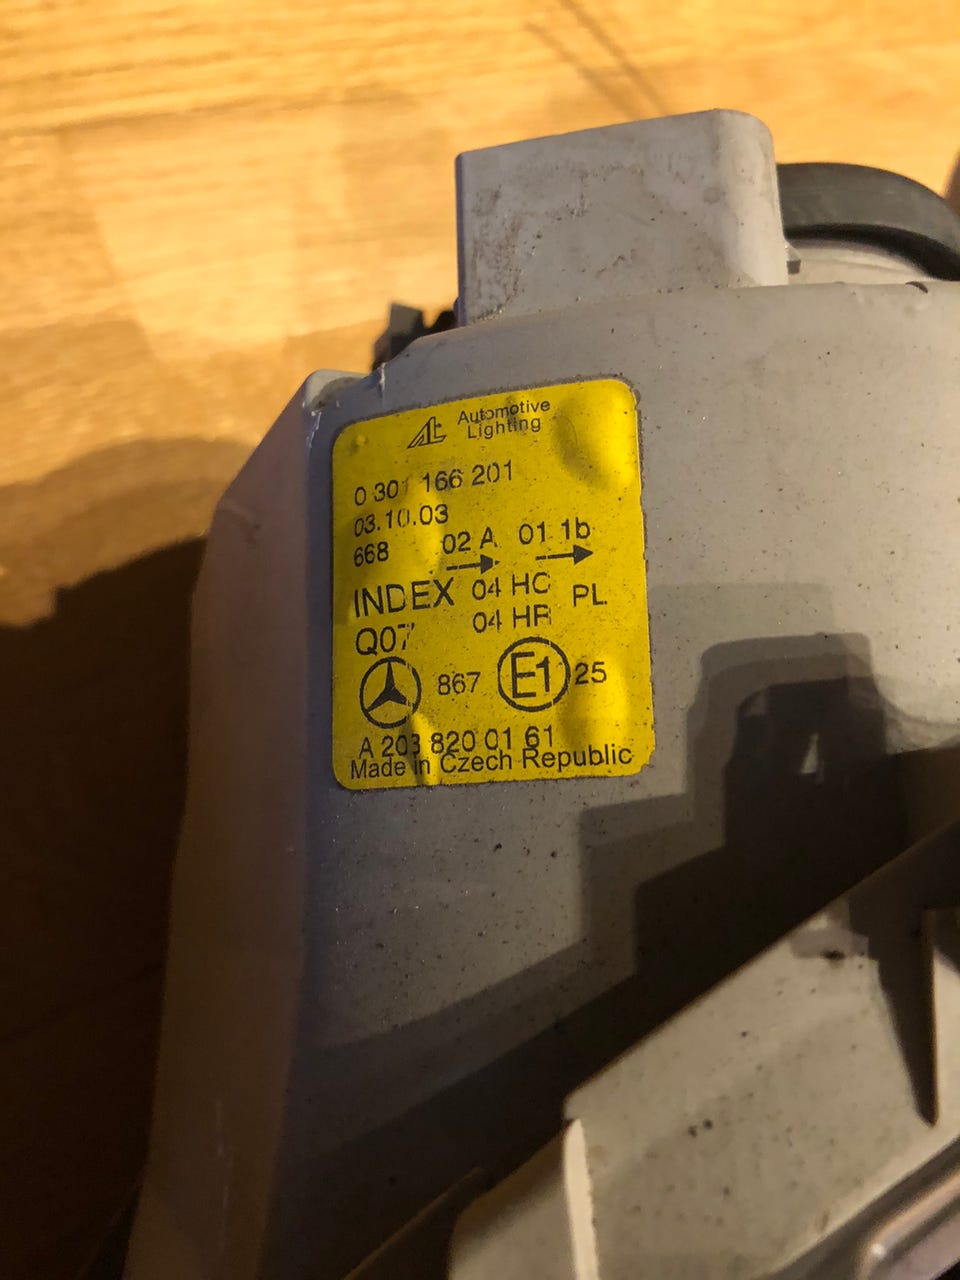 Automotive
Lighting
0 301 166 201
03.10.03
668 02 A 01 1b
INDEX 04 HC PL
Q07 04 HR
867 E1 25
A 203 820 01 61
Made in Czech Republic